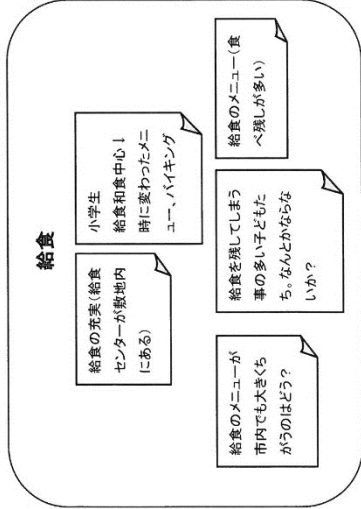 給食
給食の充実(給食
センターが敷地内
にある)
小学生
給食和食中心↓
時に変わったメニ
ュー、バイキング
給食のメニューが
市内でも大きくち
がうのはどう?
給食を残してしまう
事の多い子どもた
ち。なんとかならな
いか?
給食のメニュー(食
べ残しが多い)